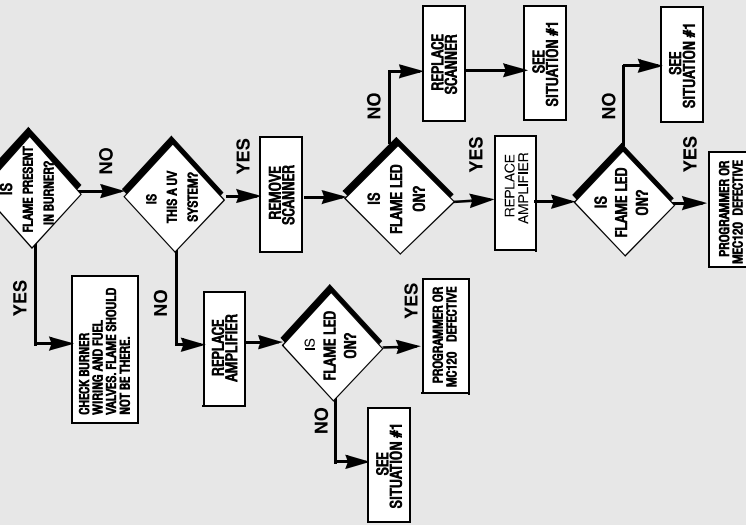 IS
FLAME PRESENT
IN BURNER?
YES
CHECK BURNER
WIRING AND FUEL
VALVES. FLAME SHOULD
NOT BE THERE.
NO
IS
THIS A UV
SYSTEM?
NO
REPLACE
AMPLIFIER
IS
FLAME LED
ON?
NO
SEE
SITUATION #1
YES
PROGRAMMER OR
MC120 DEFECTIVE
YES
REMOVE
SCANNER
IS
FLAME LED
ON?
NO
REPLACE
SCANNER
SEE
SITUATION #1
YES
REPLACE
AMPLIFIER
IS
FLAME LED
ON?
NO
SEE
SITUATION #1
YES
PROGRAMMER OR
MEC120 DEFECTIVE